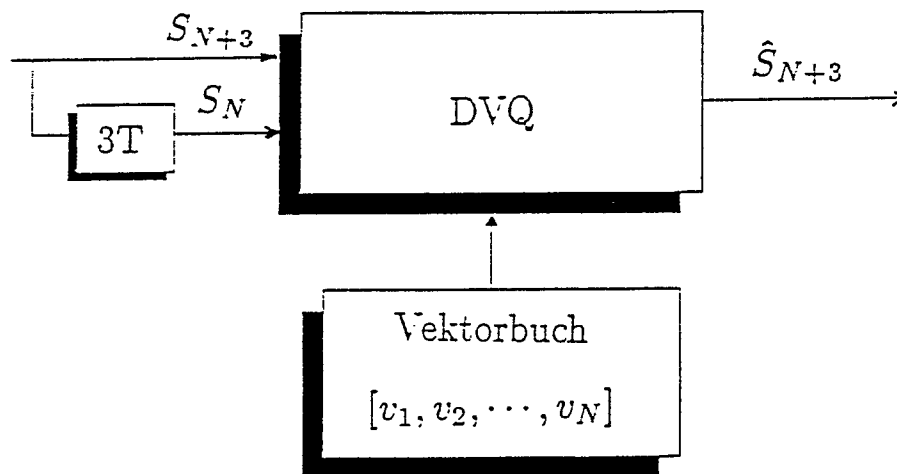 S_{N+3}
Ŝ_{N+3}
S_N
DVQ
3T
Vektorbuch
[v_1, v_2, ⋯, v_N]